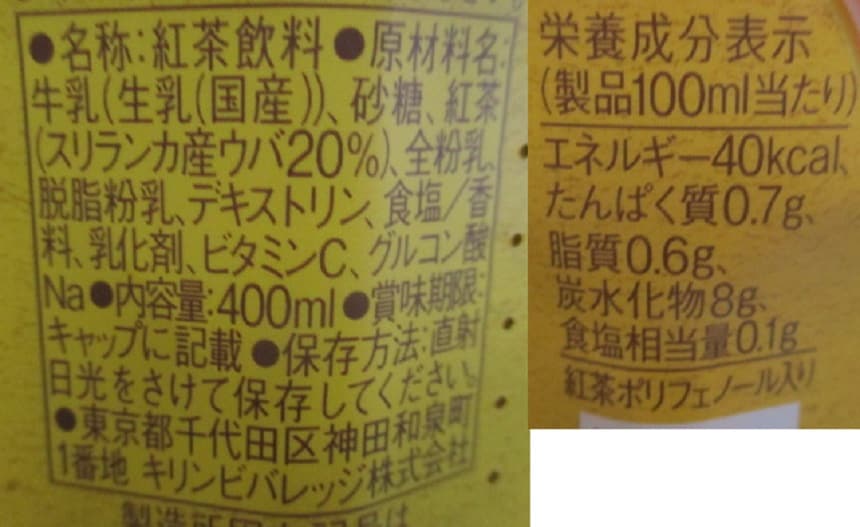 ●名称:紅茶飲料●原材料名:
牛乳(生乳(国産))、砂糖、紅茶
(スリランカ産ウバ20%)、全粉乳、
脱脂粉乳、デキストリン、食塩/香
料、乳化剤、ビタミンC、グルコン酸
Na●内容量:400ml●賞味期限:
キャップに記載●保存方法:直射
日光をさけて保存してください。
●東京都千代田区神田和泉町
1番地 キリンビバレッジ株式会社
栄養成分表示
(製品100ml当たり)
エネルギー40kcal、
たんぱく質0.7g、
脂質0.6g、
炭水化物8g、
食塩相当量0.1g
紅茶ポリフェノール入り